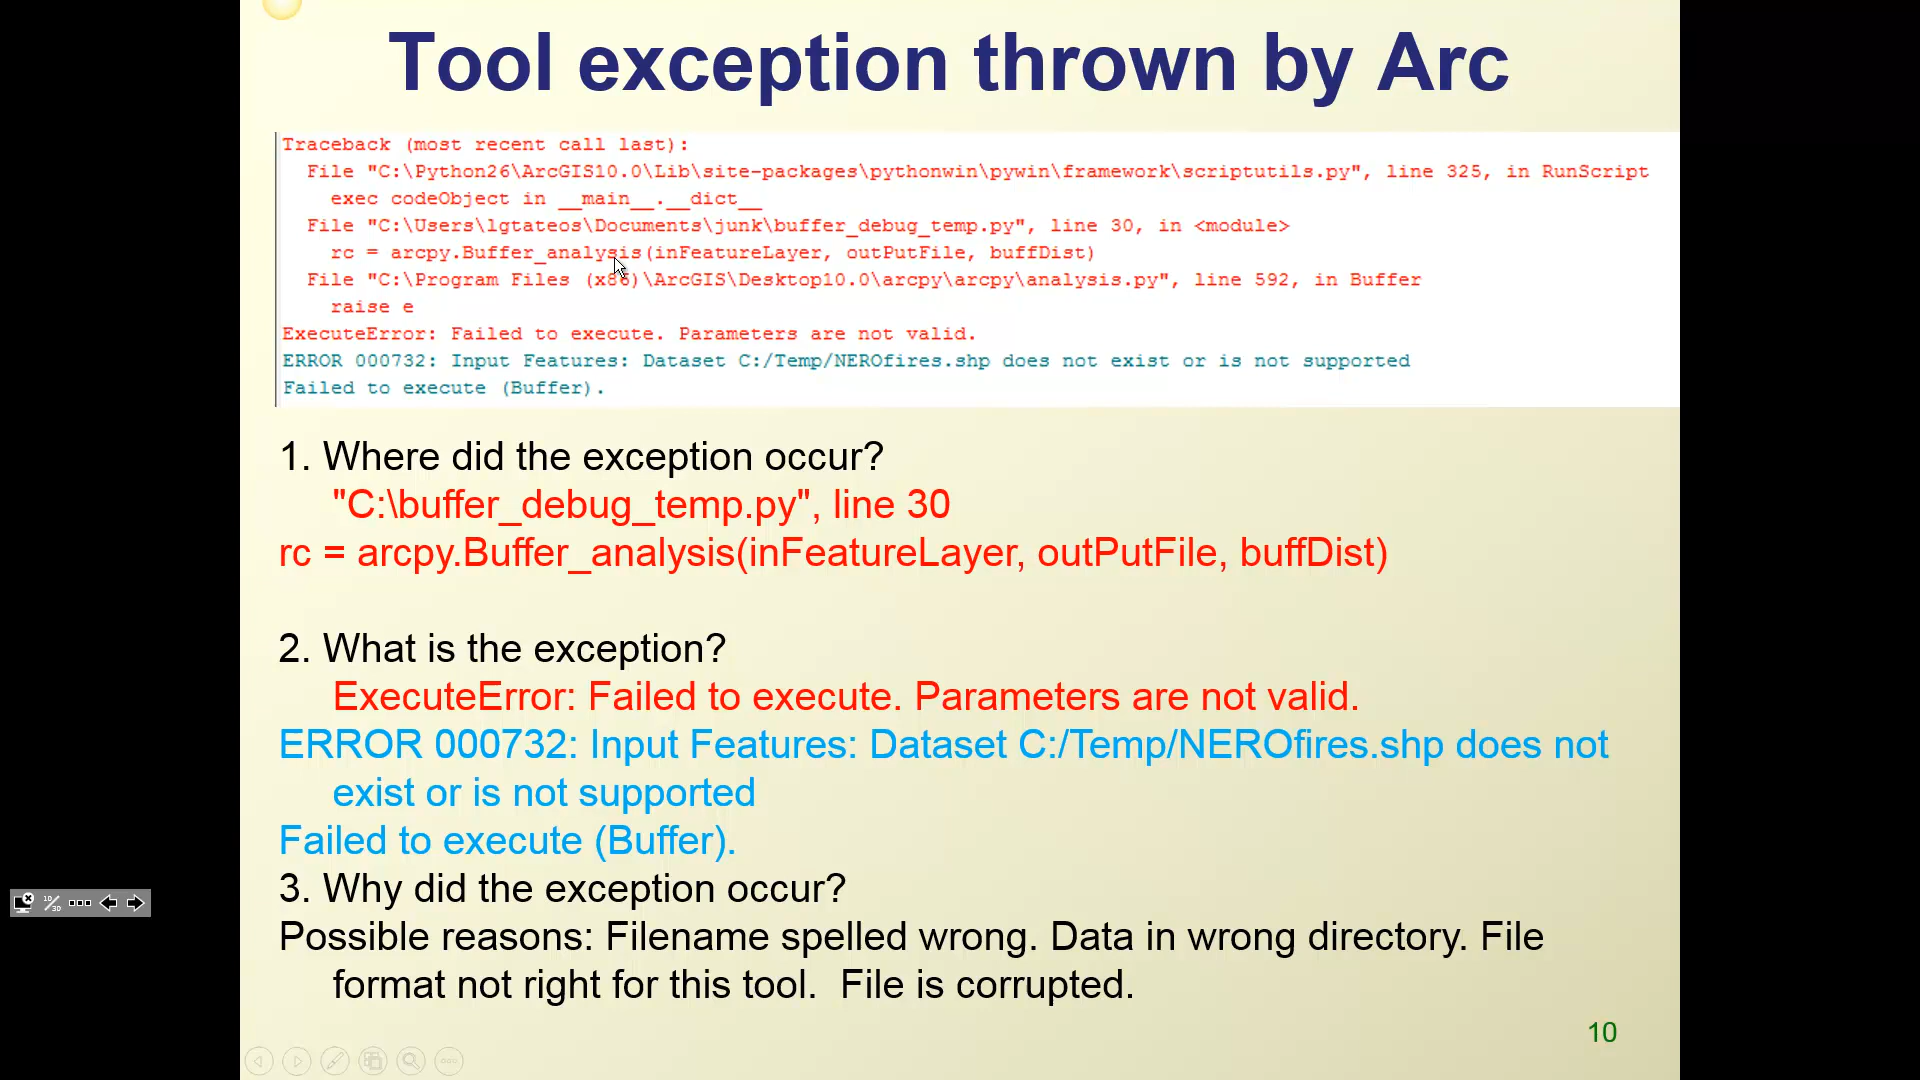 Tool exception thrown by Arc
Traceback (most recent call last):
File "C:\Python26\ArcGIS10.0\Lib\site-packages\pythonwin\pywin\framework\scriptutils.py", line 325, in RunScript
exec codeObject in __main__.__dict__
File "C:\Users\lgtateos\Documents\junk\buffer_debug_temp.py", line 30, in <module>
rc = arcpy.Buffer_analysis(inFeatureLayer, outPutFile, buffDist)
File "C:\Program Files (x86)\ArcGIS\Desktop10.0\arcpy\arcpy\analysis.py", line 592, in Buffer
raise e
ExecuteError: Failed to execute. Parameters are not valid.
ERROR 000732: Input Features: Dataset C:/Temp/NEROfires.shp does not exist or is not supported
Failed to execute (Buffer).
1. Where did the exception occur?
"C:\buffer_debug_temp.py", line 30
rc = arcpy.Buffer_analysis(inFeatureLayer, outPutFile, buffDist)
2. What is the exception?
ExecuteError: Failed to execute. Parameters are not valid.
ERROR 000732: Input Features: Dataset C:/Temp/NEROfires.shp does not
exist or is not supported
Failed to execute (Buffer).
3. Why did the exception occur?
Possible reasons: Filename spelled wrong. Data in wrong directory. File
format not right for this tool. File is corrupted.
10/30
10